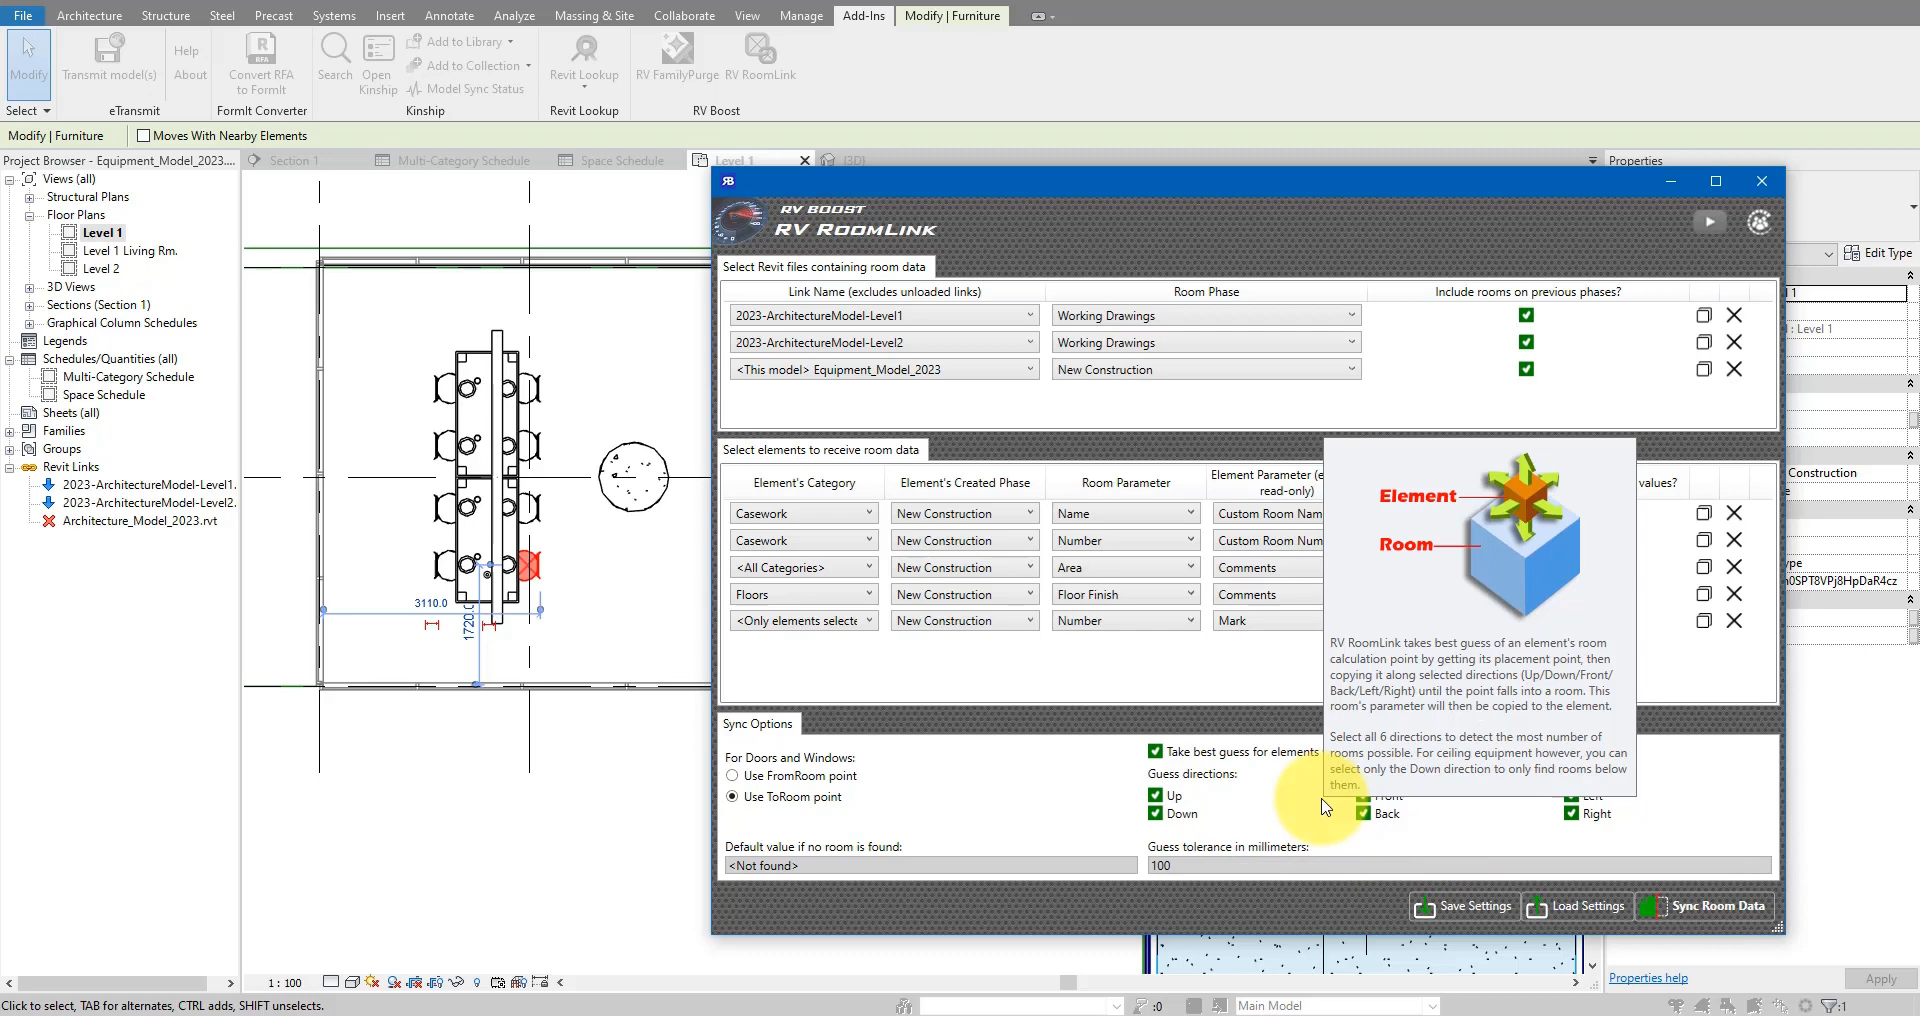 File Architecture Structure Steel Precast Systems Insert Annotate Analyze Massing & Site Collaborate View Manage Add-Ins Modify | Furniture
Modify
Transmit model(s)
Help
About
Convert RFA
to FormIt
Search
Open
Kinship
Add to Library
Add to Collection
Model Sync Status
Revit Lookup
RV FamilyPurge
RV RoomLink
Select
eTransmit
FormIt Converter
Kinship
Revit Lookup
RV Boost
Modify | Furniture
Moves With Nearby Elements
Project Browser - Equipment_Model_2023....
Section 1
Multi-Category Schedule
Space Schedule
Level 1
{3D}
Properties
Views (all)
Structural Plans
Floor Plans
Level 1
Level 1 Living Rm.
Level 2
3D Views
Sections (Section 1)
Graphical Column Schedules
Legends
Schedules/Quantities (all)
Multi-Category Schedule
Space Schedule
Sheets (all)
Families
Groups
Revit Links
2023-ArchitectureModel-Level1.
2023-ArchitectureModel-Level2.
Architecture_Model_2023.rvt
3110.0
1720.0
RB
RV BOOST
RV ROOMLINK
Select Revit files containing room data
Link Name (excludes unloaded links) Room Phase Include rooms on previous phases?
2023-ArchitectureModel-Level1 Working Drawings
2023-ArchitectureModel-Level2 Working Drawings
<This model> Equipment_Model_2023 New Construction
Select elements to receive room data
Element's Category Element's Created Phase Room Parameter Element Parameter (e
read-only)
values?
Casework New Construction Name Custom Room Nam
Casework New Construction Number Custom Room Num
<All Categories> New Construction Area Comments
Floors New Construction Floor Finish Comments
<Only elements selecte New Construction Number Mark
Element
Room
RV RoomLink takes best guess of an element's room
calculation point by getting its placement point, then
copying it along selected directions (Up/Down/Front/
Back/Left/Right) until the point falls into a room. This
room's parameter will then be copied to the element.
Select all 6 directions to detect the most number of
rooms possible. For ceiling equipment however, you can
select only the Down direction to only find rooms below
them.
Sync Options
For Doors and Windows:
Use FromRoom point
Use ToRoom point
Take best guess for elements
Guess directions:
Up Front Left
Down Back Right
Default value if no room is found:
<Not found>
Guess tolerance in millimeters:
100
Save Settings Load Settings Sync Room Data
Edit Type
: Level 1
Construction
0SPT8VPj8HpDaR4cz
1 : 100
Properties help
Apply
Click to select, TAB for alternates, CTRL adds, SHIFT unselects.
:0
Main Model
:1